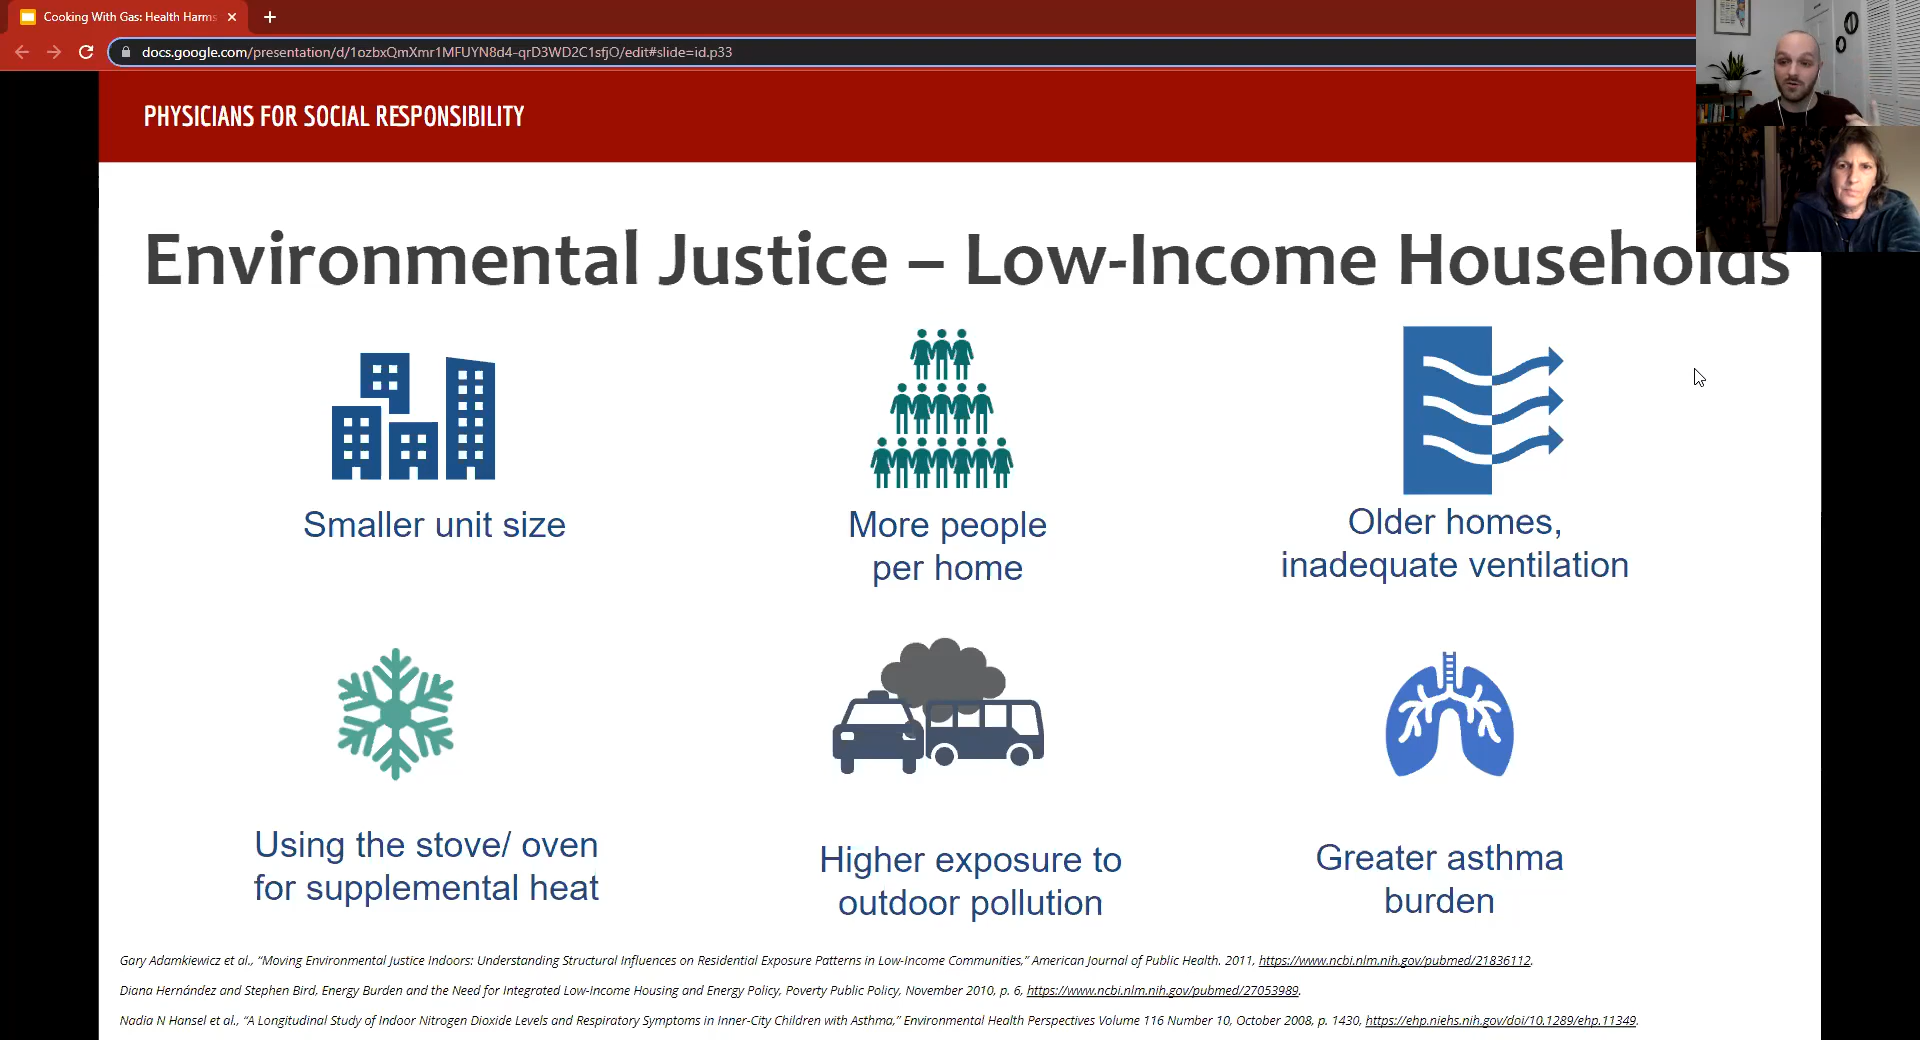 Cooking With Gas: Health Harms
docs.google.com/presentation/d/1ozbxQmXmr1MFUYN8d4-qrD3WD2C1sfjO/edit#slide=id.p33
PHYSICIANS FOR SOCIAL RESPONSIBILITY
Environmental Justice – Low-Income Households
Smaller unit size
More people
per home
Older homes,
inadequate ventilation
Using the stove/ oven
for supplemental heat
Higher exposure to
outdoor pollution
Greater asthma
burden
Gary Adamkiewicz et al., “Moving Environmental Justice Indoors: Understanding Structural Influences on Residential Exposure Patterns in Low-Income Communities,” American Journal of Public Health. 2011, https://www.ncbi.nlm.nih.gov/pubmed/21836112.
Diana Hernández and Stephen Bird, Energy Burden and the Need for Integrated Low-Income Housing and Energy Policy, Poverty Public Policy, November 2010, p. 6, https://www.ncbi.nlm.nih.gov/pubmed/27053989.
Nadia N Hansel et al., “A Longitudinal Study of Indoor Nitrogen Dioxide Levels and Respiratory Symptoms in Inner-City Children with Asthma,” Environmental Health Perspectives Volume 116 Number 10, October 2008, p. 1430, https://ehp.niehs.nih.gov/doi/10.1289/ehp.11349.